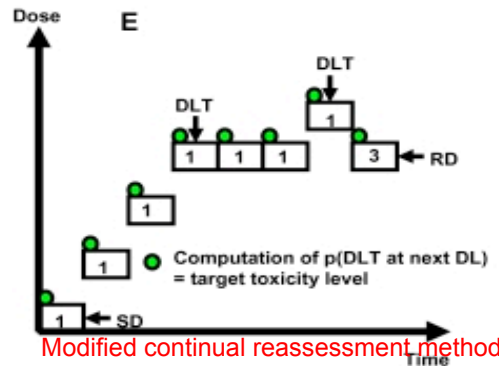 Dose
E
DLT
1
DLT
1
1
1
3
RD
1
1
Computation of p(DLT at next DL)
= target toxicity level
1
SD
Modified continual reassessment method
Time